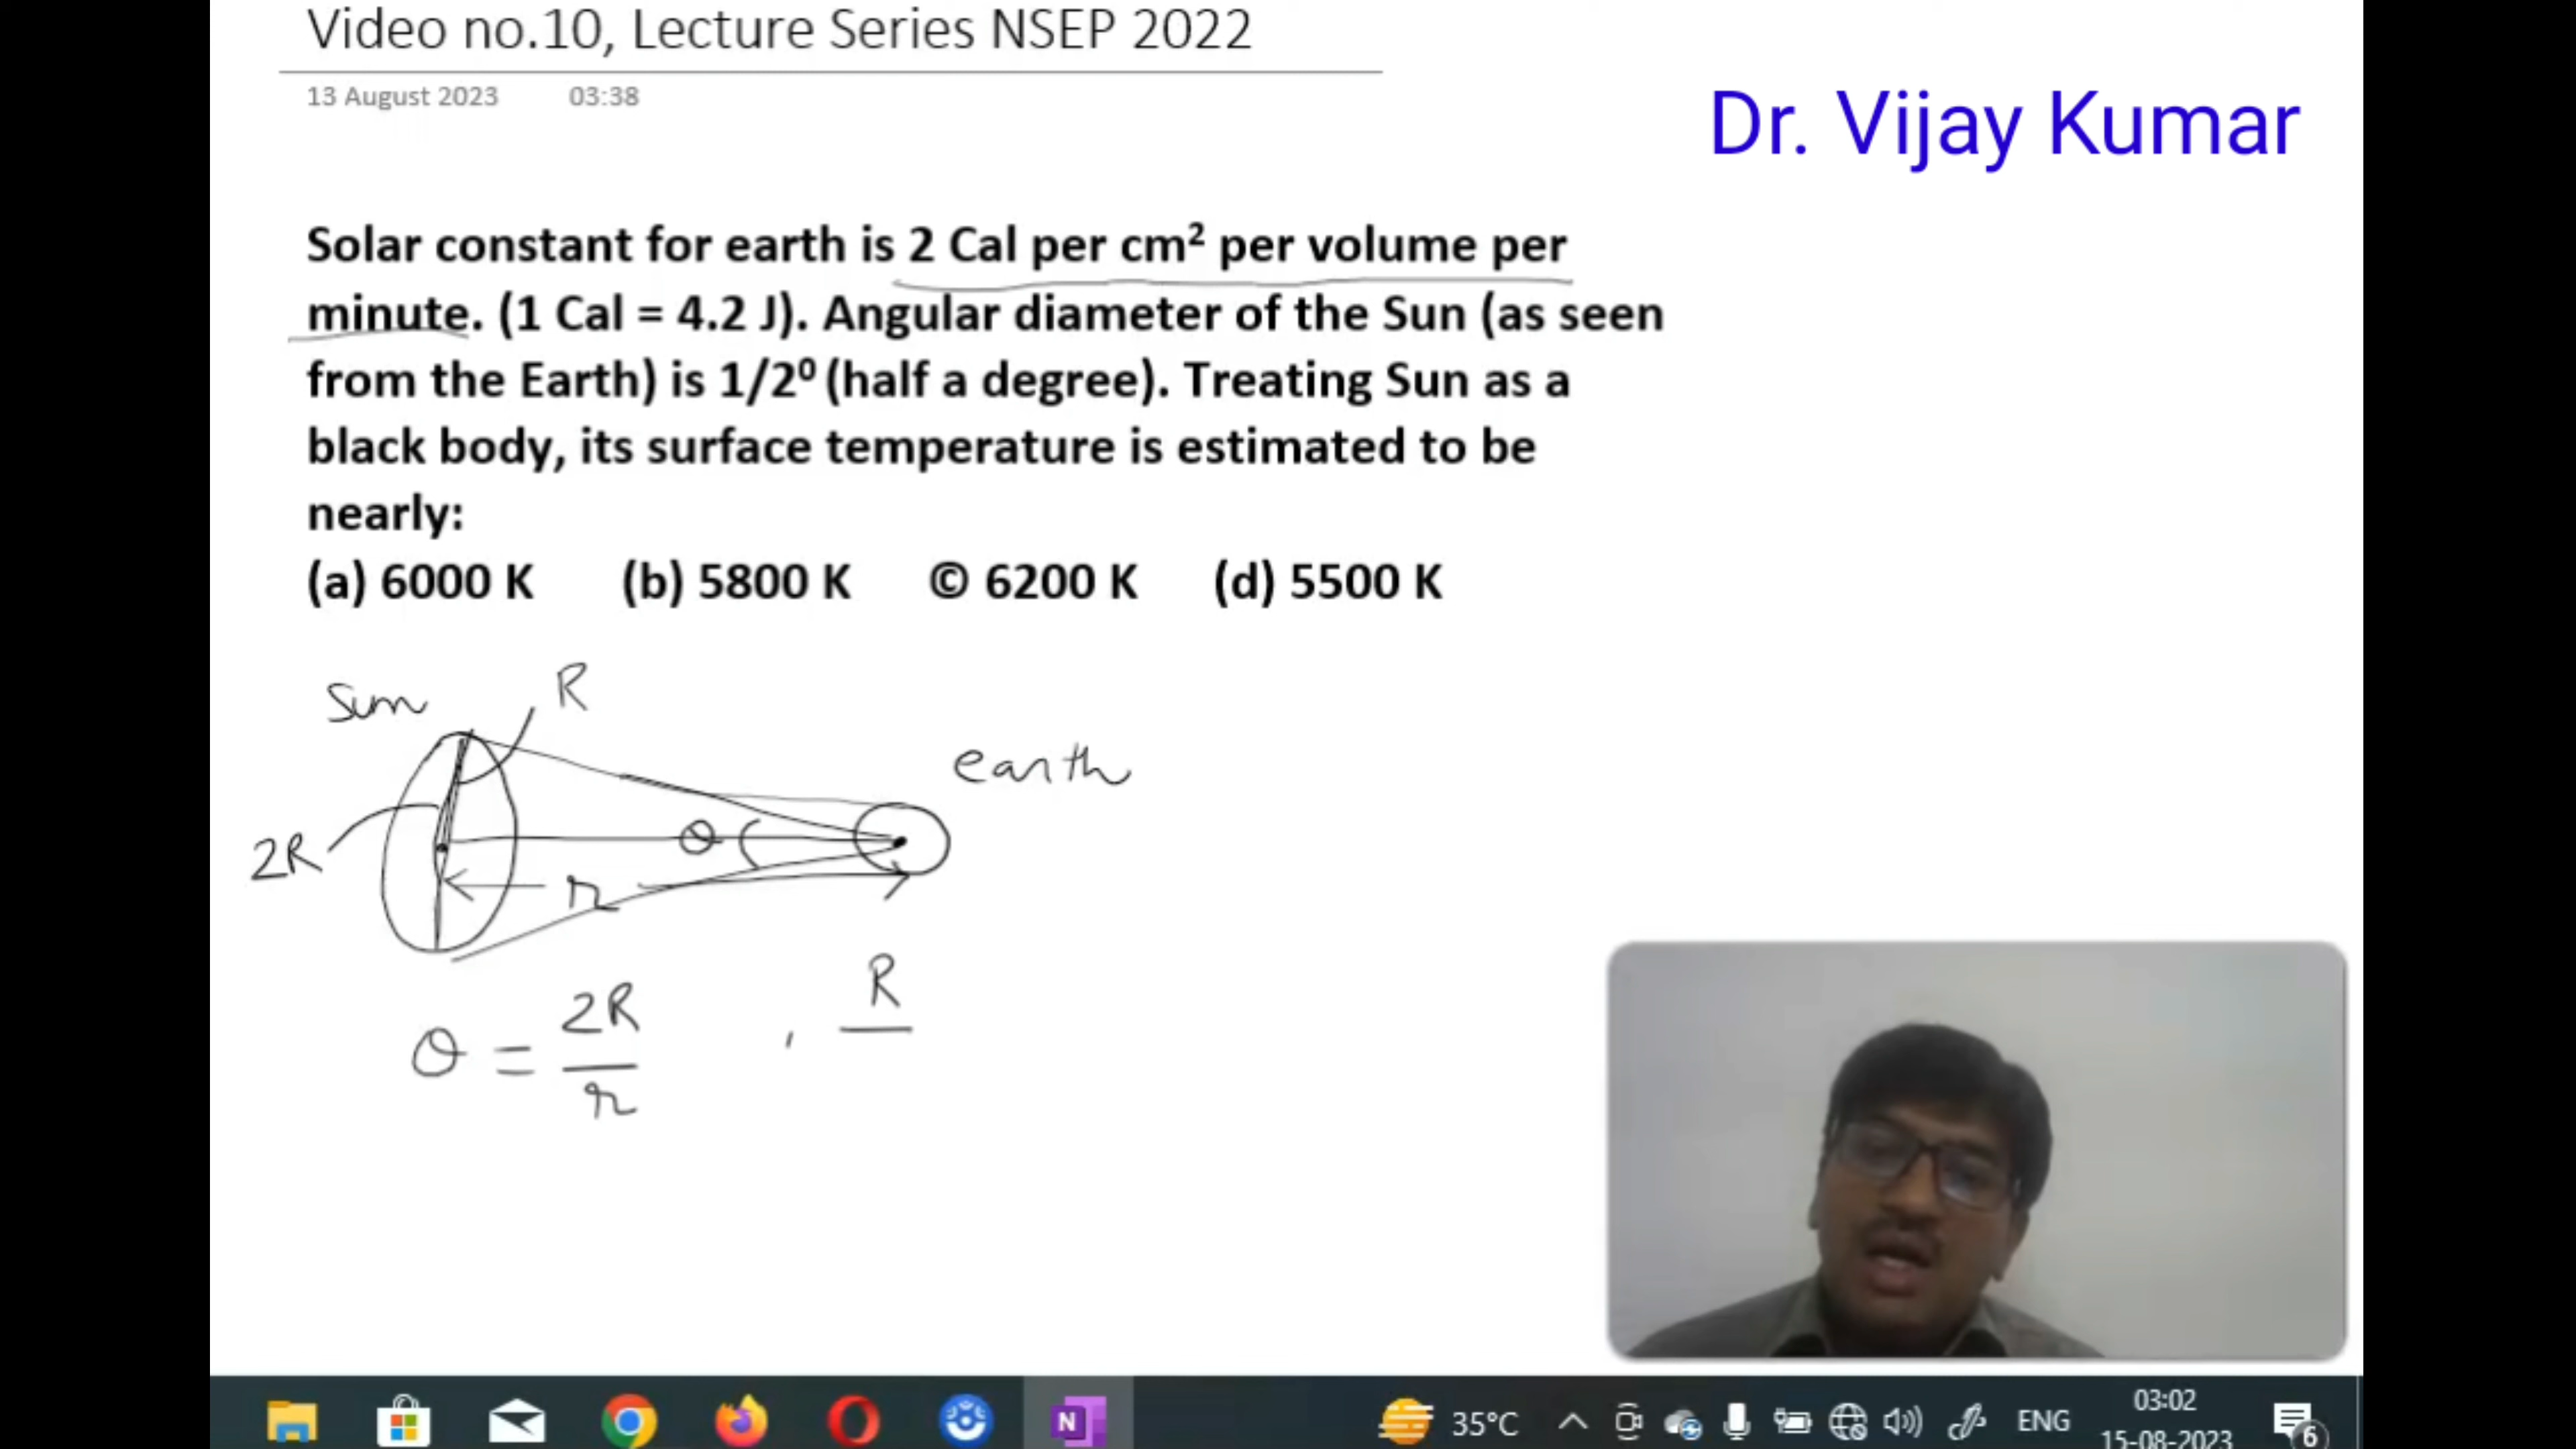 Video no.10, Lecture Series NSEP 2022
13 August 2023 03:38
Dr. Vijay Kumar
Solar constant for earth is 2 Cal per cm² per volume per
minute. (1 Cal = 4.2 J). Angular diameter of the Sun (as seen
from the Earth) is 1/2⁰ (half a degree). Treating Sun as a
black body, its surface temperature is estimated to be
nearly:
(a) 6000 K (b) 5800 K © 6200 K (d) 5500 K
Sun R
earth
θ
2R
r
θ = 2R/r , R
N 35°C ENG 03:02
15-08-2023 6